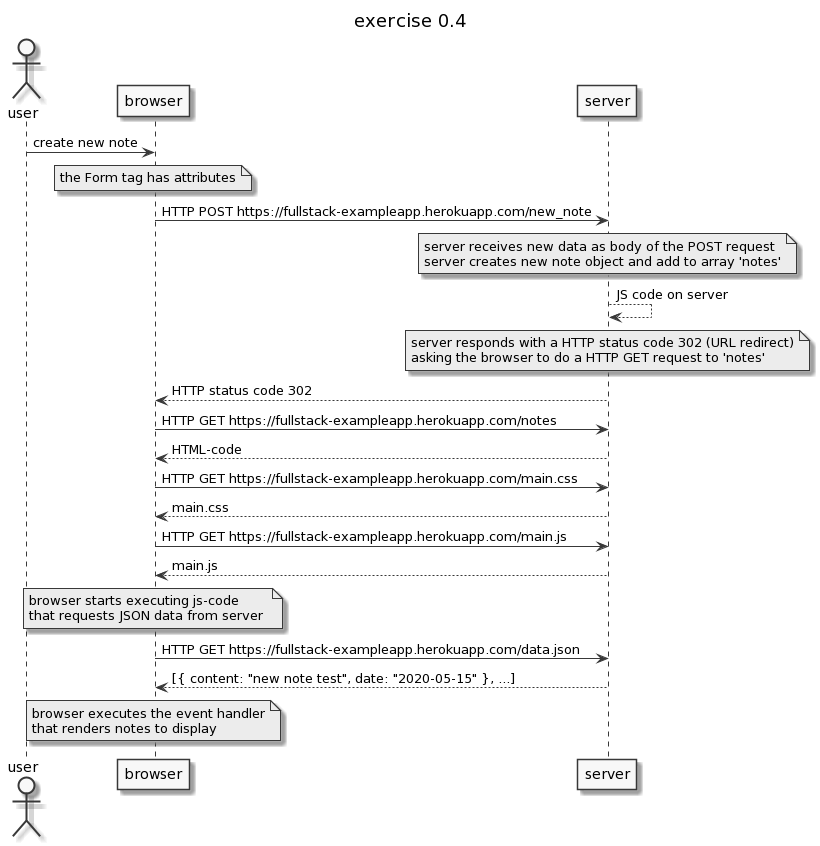 exercise 0.4
user
browser
server
create new note
the Form tag has attributes
HTTP POST https://fullstack-exampleapp.herokuapp.com/new_note
server receives new data as body of the POST request
server creates new note object and add to array 'notes'
JS code on server
server responds with a HTTP status code 302 (URL redirect)
asking the browser to do a HTTP GET request to 'notes'
HTTP status code 302
HTTP GET https://fullstack-exampleapp.herokuapp.com/notes
HTML-code
HTTP GET https://fullstack-exampleapp.herokuapp.com/main.css
main.css
HTTP GET https://fullstack-exampleapp.herokuapp.com/main.js
main.js
browser starts executing js-code
that requests JSON data from server
HTTP GET https://fullstack-exampleapp.herokuapp.com/data.json
[{ content: "new note test", date: "2020-05-15" }, ...]
browser executes the event handler
that renders notes to display
user
browser
server